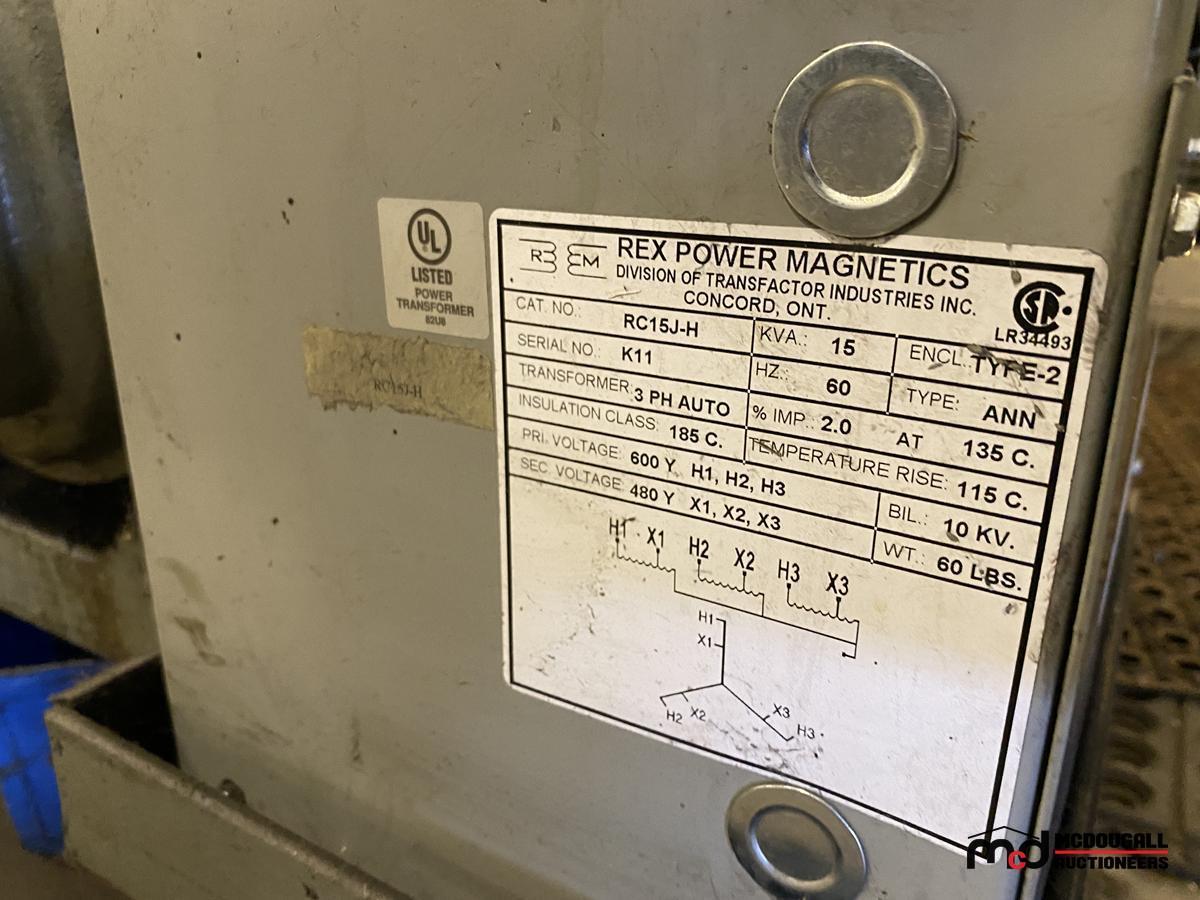 UL
LISTED
POWER
TRANSFORMER
62U8
RC15J-H
R EM
REX POWER MAGNETICS
DIVISION OF TRANSFACTOR INDUSTRIES INC.
CONCORD, ONT.
LR34493
CAT. NO.: RC15J-H KVA.: 15 ENCL.: TYPE-2
SERIAL NO.: K11 HZ.: 60 TYPE: ANN
TRANSFORMER: 3 PH AUTO % IMP.: 2.0 AT 135 C.
INSULATION CLASS: 185 C. TEMPERATURE RISE: 115 C.
PRI. VOLTAGE: 600 Y H1, H2, H3 BIL.: 10 KV.
SEC. VOLTAGE: 480 Y X1, X2, X3 WT.: 60 LBS.
H1 X1 H2 X2 H3 X3
H1
X1
H2 X2 X3 H3
mcd MCDOUGALL
AUCTIONEERS